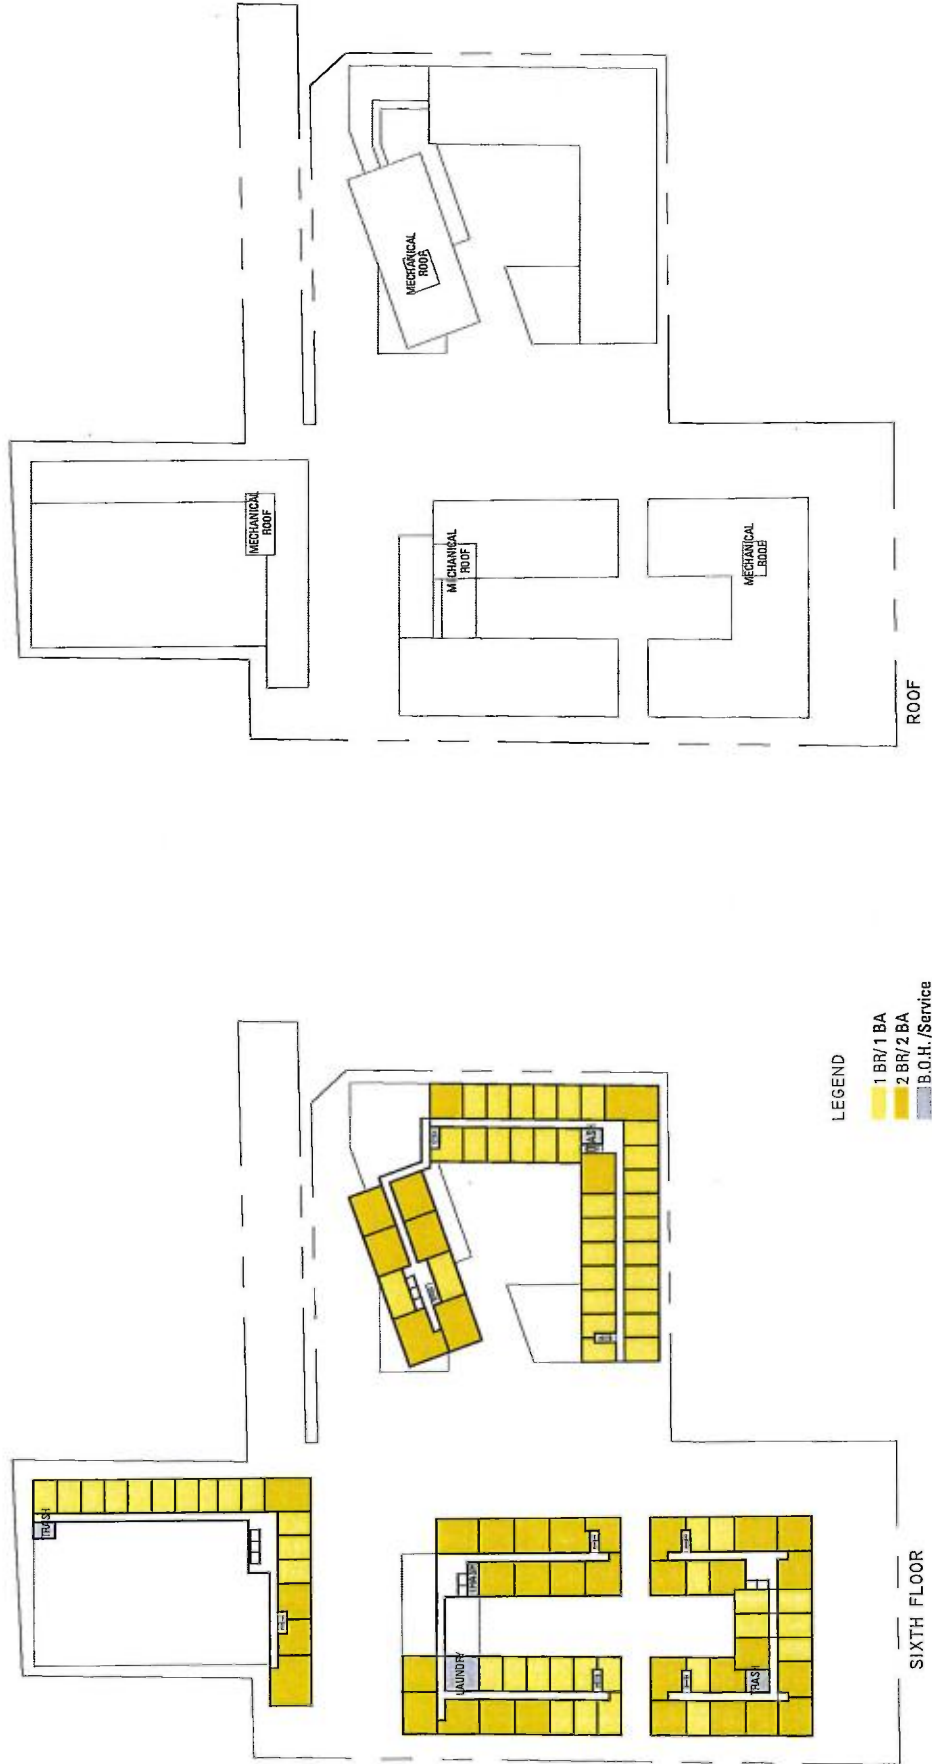 MECHANICAL
ROOF
MECHANICAL
ROOF
MECHANICAL
ROOF
MECHANICAL
ROOF
ROOF
TRASH
TRASH
TRASH
LAUNDRY
TRASH
LEGEND
1 BR/1 BA
2 BR/2 BA
B.O.H./Service
SIXTH FLOOR